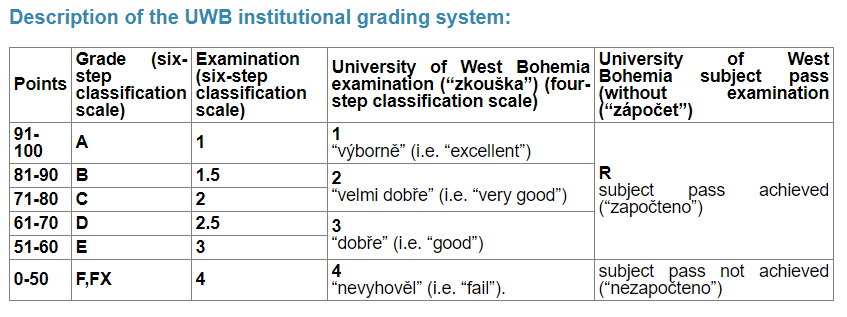 Description of the UWB institutional grading system:
Points
Grade (six-
step
classification
scale)
Examination
(six-step
classification
scale)
University of West Bohemia
examination (“zkouška”) (four-
step classification scale)
University of West
Bohemia subject pass
(without examination
(“zápočet”)
91-
100
A
1
1
“výborně” (i.e. “excellent”)
R
subject pass achieved
(“započteno”)
81-90
B
1.5
2
“velmi dobře” (i.e. “very good”)
71-80
C
2
61-70
D
2.5
3
“dobře” (i.e. “good”)
51-60
E
3
0-50
F,FX
4
4
“nevyhověl” (i.e. “fail”).
subject pass not achieved
(“nezapočteno”)